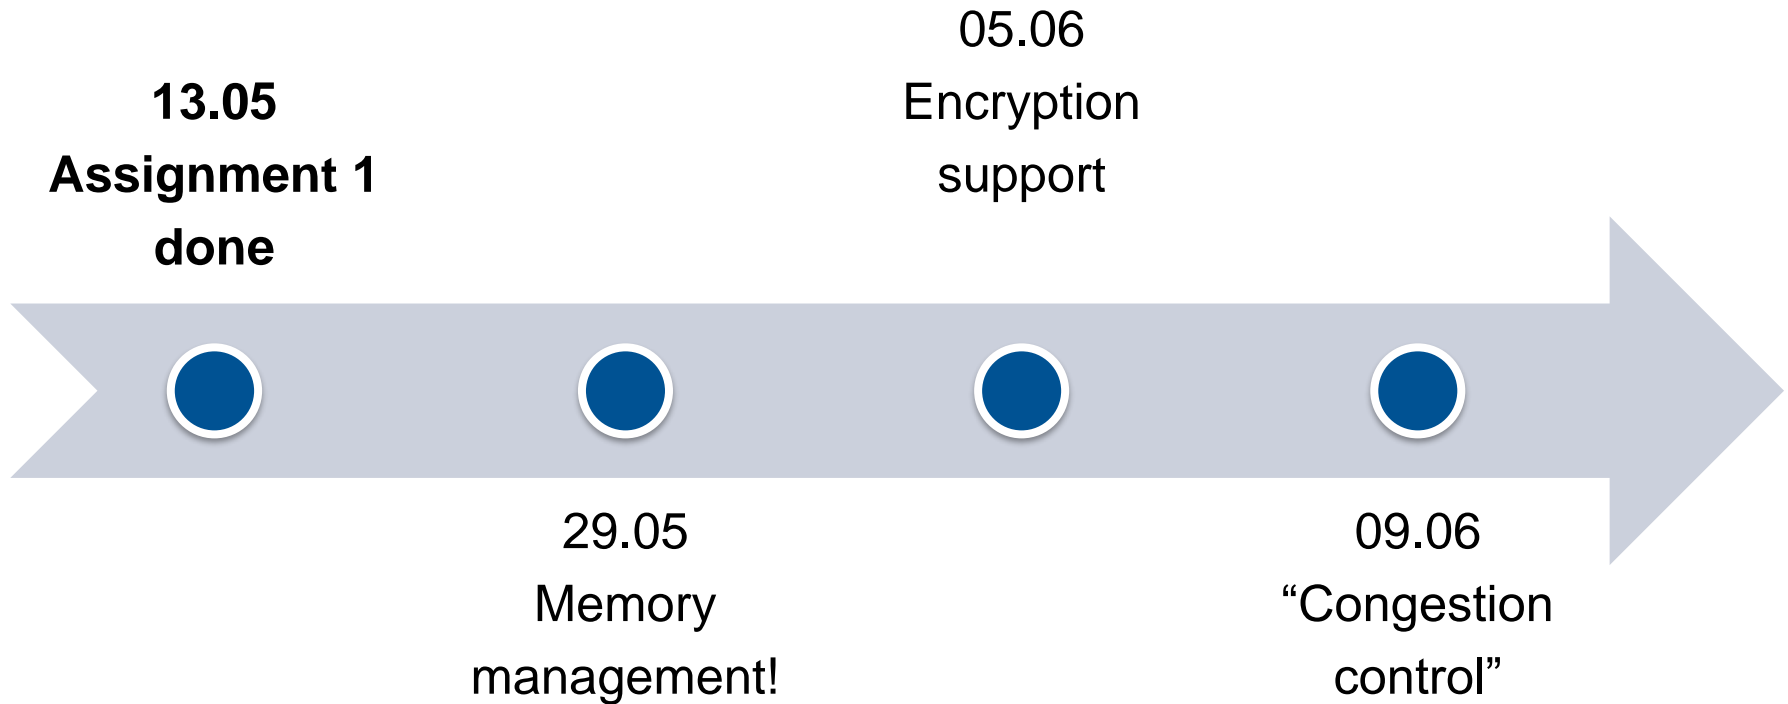 13.05
Assignment 1
done
29.05
Memory
management!
05.06
Encryption
support
09.06
“Congestion
control”